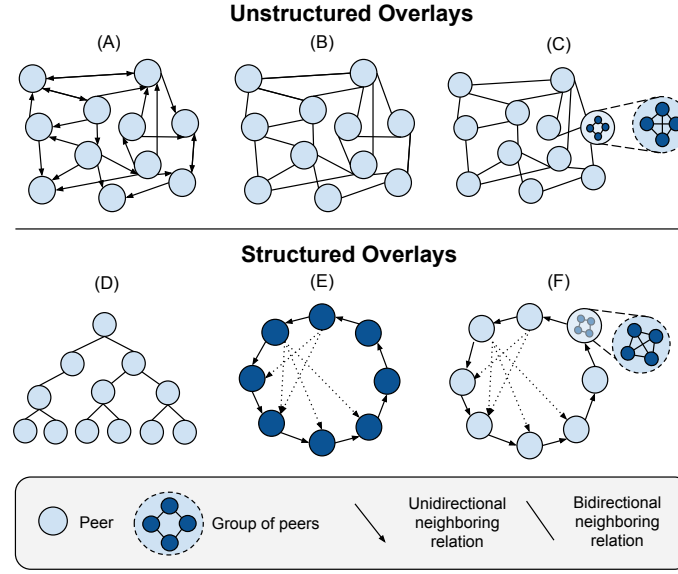 Unstructured Overlays
(A)
(B)
(C)
Structured Overlays
(D)
(E)
(F)
Peer
Group of peers
Unidirectional
neighboring
relation
Bidirectional
neighboring
relation